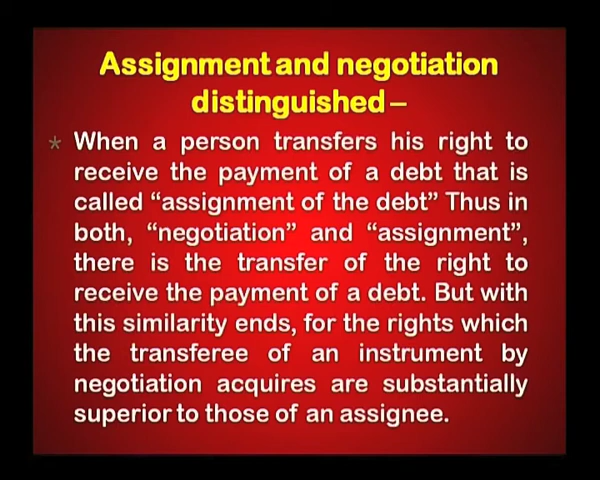 Assignment and negotiation
distinguished –
* When a person transfers his right to
receive the payment of a debt that is
called “assignment of the debt” Thus in
both, “negotiation” and “assignment”,
there is the transfer of the right to
receive the payment of a debt. But with
this similarity ends, for the rights which
the transferee of an instrument by
negotiation acquires are substantially
superior to those of an assignee.